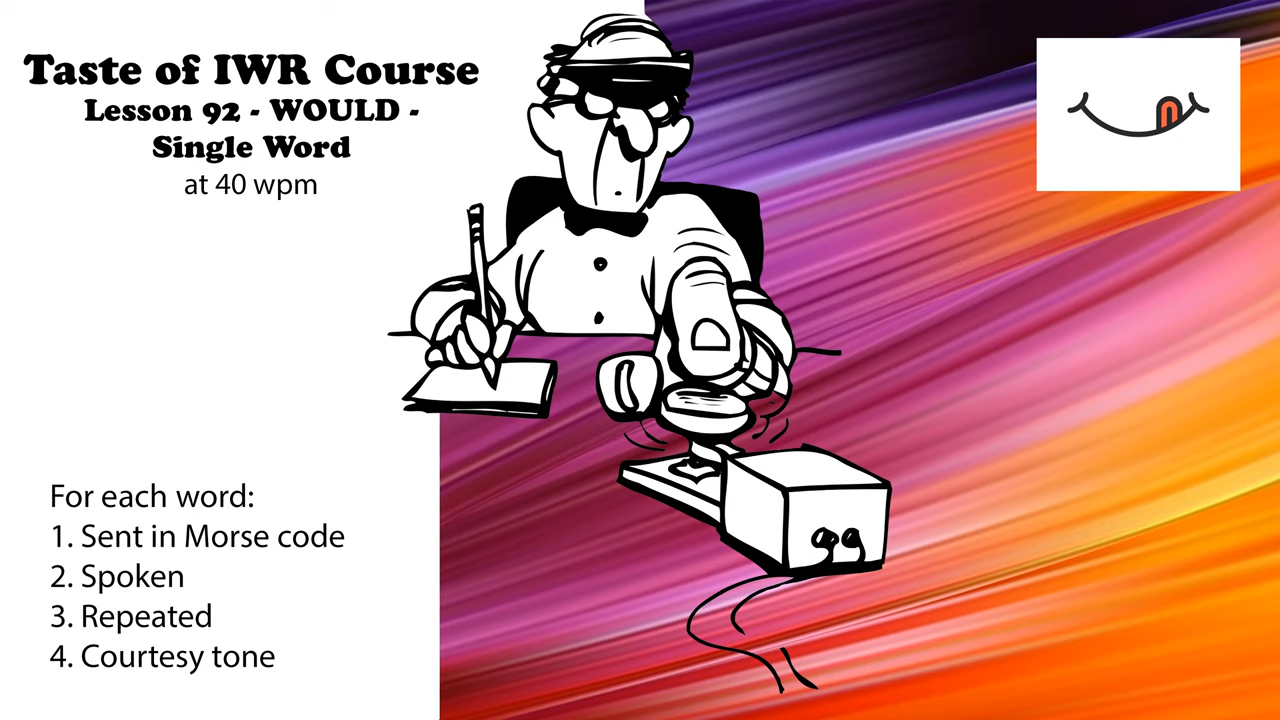 Taste of IWR Course
Lesson 92 - WOULD -
Single Word
at 40 wpm
For each word:
1. Sent in Morse code
2. Spoken
3. Repeated
4. Courtesy tone